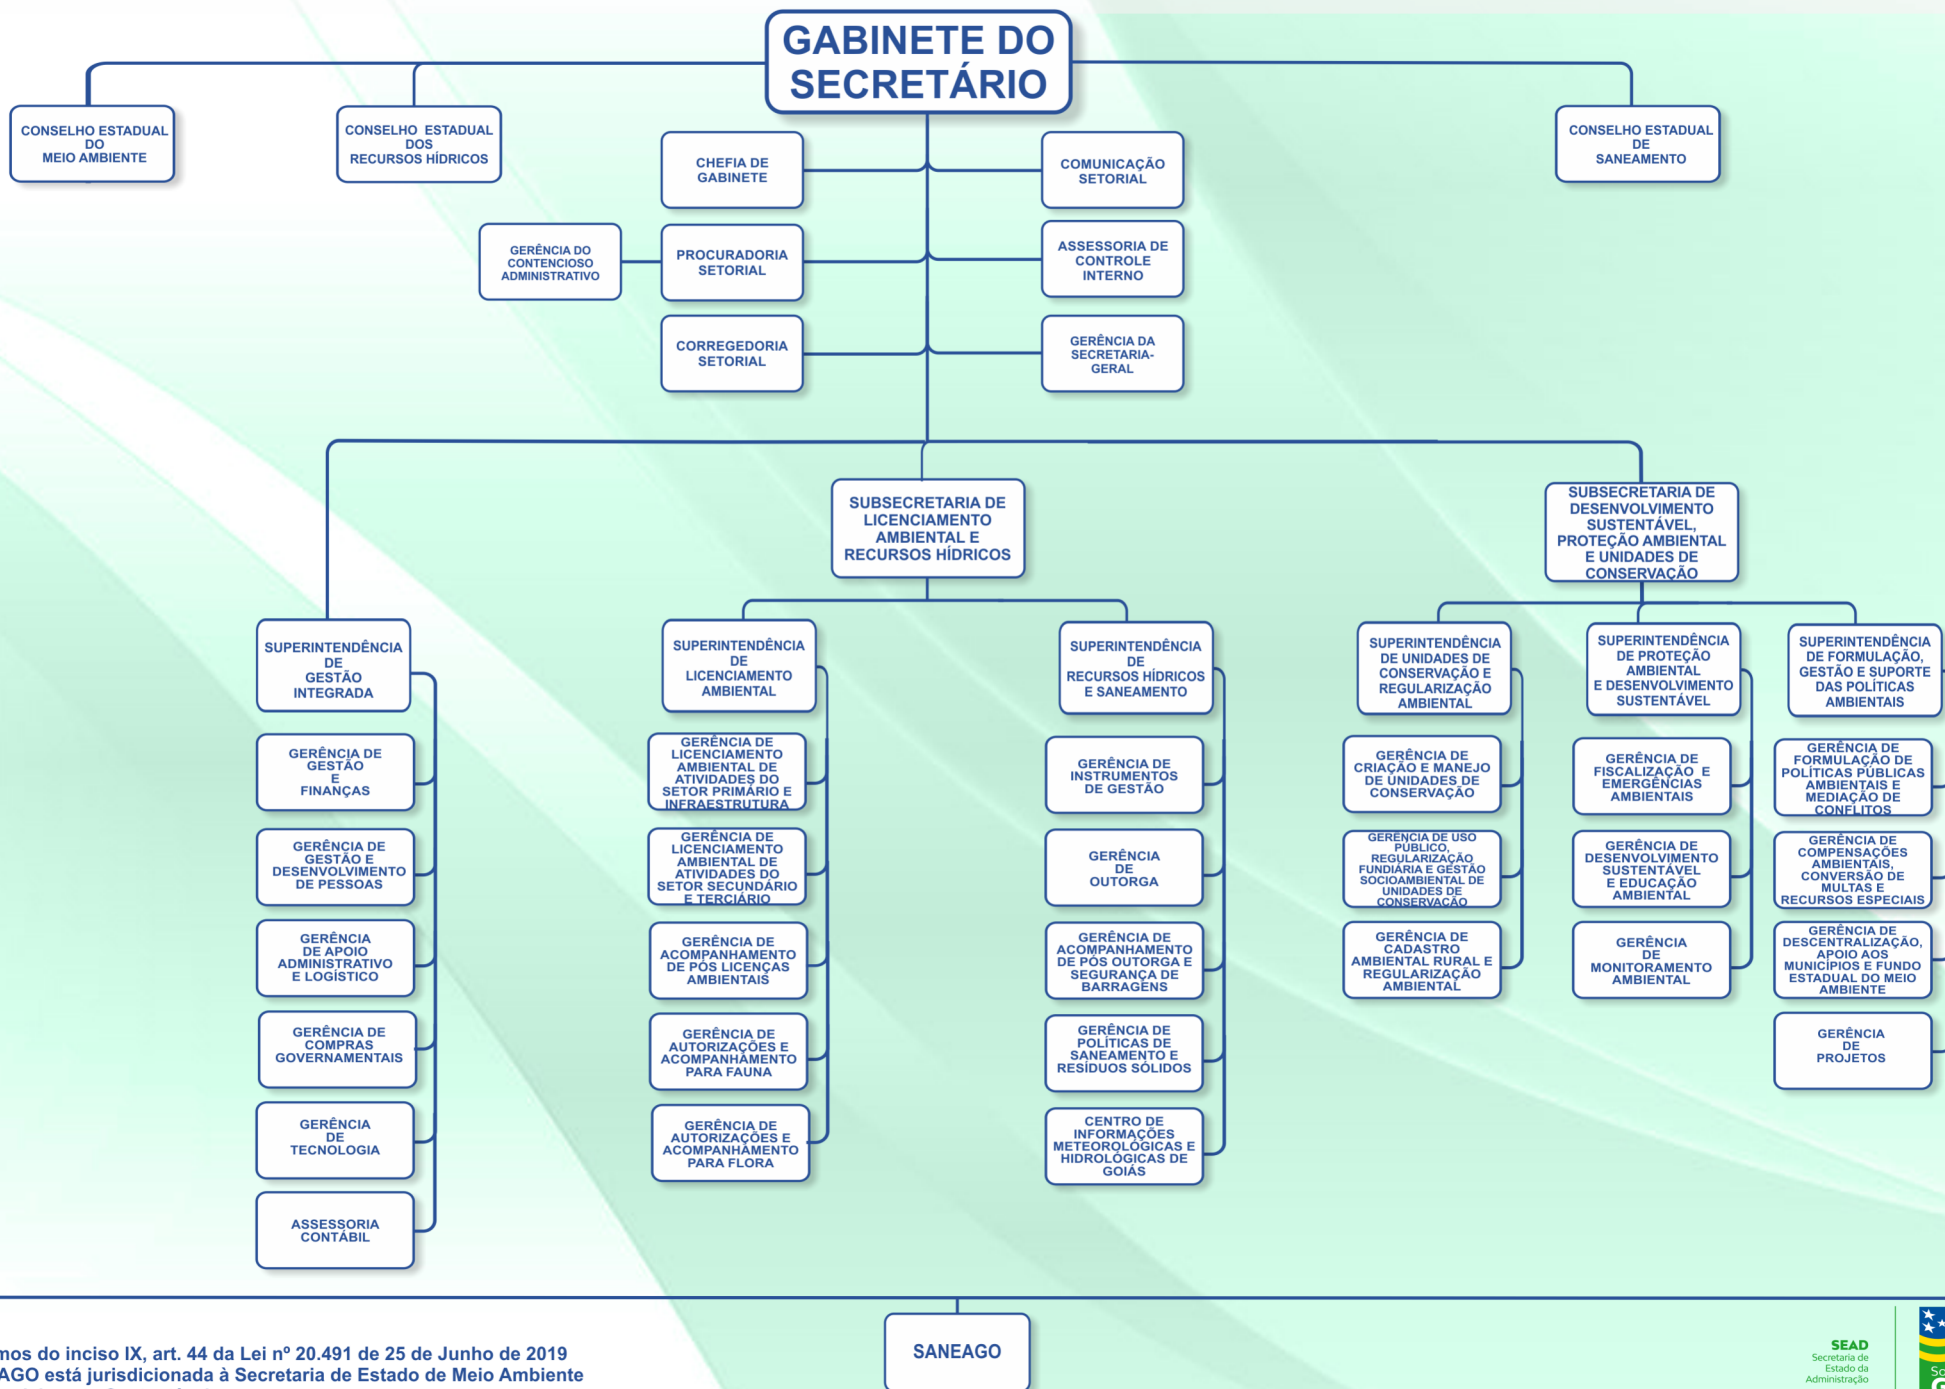 GABINETE DO
SECRETÁRIO
CONSELHO ESTADUAL
DO
MEIO AMBIENTE
CONSELHO ESTADUAL
DOS
RECURSOS HÍDRICOS
CONSELHO ESTADUAL
DE
SANEAMENTO
CHEFIA DE
GABINETE
COMUNICAÇÃO
SETORIAL
GERÊNCIA DO
CONTENCIOSO
ADMINISTRATIVO
PROCURADORIA
SETORIAL
ASSESSORIA DE
CONTROLE
INTERNO
CORREGEDORIA
SETORIAL
GERÊNCIA DA
SECRETARIA-
GERAL
SUBSECRETARIA DE
LICENCIAMENTO
AMBIENTAL E
RECURSOS HÍDRICOS
SUBSECRETARIA DE
DESENVOLVIMENTO
SUSTENTÁVEL,
PROTEÇÃO AMBIENTAL
E UNIDADES DE
CONSERVAÇÃO
SUPERINTENDÊNCIA
DE
GESTÃO
INTEGRADA
GERÊNCIA DE
GESTÃO
E
FINANÇAS
GERÊNCIA DE
GESTÃO E
DESENVOLVIMENTO
DE PESSOAS
GERÊNCIA
DE APOIO
ADMINISTRATIVO
E LOGÍSTICO
GERÊNCIA DE
COMPRAS
GOVERNAMENTAIS
GERÊNCIA
DE
TECNOLOGIA
ASSESSORIA
CONTÁBIL
SUPERINTENDÊNCIA
DE
LICENCIAMENTO
AMBIENTAL
GERÊNCIA DE
LICENCIAMENTO
AMBIENTAL DE
ATIVIDADES DO
SETOR PRIMÁRIO E
INFRAESTRUTURA
GERÊNCIA DE
LICENCIAMENTO
AMBIENTAL DE
ATIVIDADES DO
SETOR SECUNDÁRIO
E TERCIÁRIO
GERÊNCIA DE
ACOMPANHAMENTO
DE PÓS LICENÇAS
AMBIENTAIS
GERÊNCIA DE
AUTORIZAÇÕES E
ACOMPANHAMENTO
PARA FAUNA
GERÊNCIA DE
AUTORIZAÇÕES E
ACOMPANHAMENTO
PARA FLORA
SUPERINTENDÊNCIA
DE
RECURSOS HÍDRICOS
E SANEAMENTO
GERÊNCIA DE
INSTRUMENTOS
DE GESTÃO
GERÊNCIA
DE
OUTORGA
GERÊNCIA DE
ACOMPANHAMENTO
DE PÓS OUTORGA E
SEGURANÇA DE
BARRAGENS
GERÊNCIA DE
POLÍTICAS DE
SANEAMENTO E
RESÍDUOS SÓLIDOS
CENTRO DE
INFORMAÇÕES
METEOROLÓGICAS E
HIDROLÓGICAS DE
GOIÁS
SUPERINTENDÊNCIA
DE UNIDADES DE
CONSERVAÇÃO E
REGULARIZAÇÃO
AMBIENTAL
GERÊNCIA DE
CRIAÇÃO E MANEJO
DE UNIDADES DE
CONSERVAÇÃO
GERÊNCIA DE USO
PÚBLICO,
REGULARIZAÇÃO
FUNDIÁRIA E GESTÃO
SOCIOAMBIENTAL DE
UNIDADES DE
CONSERVAÇÃO
GERÊNCIA DE
CADASTRO
AMBIENTAL RURAL E
REGULARIZAÇÃO
AMBIENTAL
SUPERINTENDÊNCIA
DE PROTEÇÃO
AMBIENTAL
E DESENVOLVIMENTO
SUSTENTÁVEL
GERÊNCIA DE
FISCALIZAÇÃO E
EMERGÊNCIAS
AMBIENTAIS
GERÊNCIA DE
DESENVOLVIMENTO
SUSTENTÁVEL
E EDUCAÇÃO
AMBIENTAL
GERÊNCIA
DE
MONITORAMENTO
AMBIENTAL
SUPERINTENDÊNCIA
DE FORMULAÇÃO,
GESTÃO E SUPORTE
DAS POLÍTICAS
AMBIENTAIS
GERÊNCIA DE
FORMULAÇÃO DE
POLÍTICAS PÚBLICAS
AMBIENTAIS E
MEDIAÇÃO DE
CONFLITOS
GERÊNCIA DE
COMPENSAÇÕES
AMBIENTAIS,
CONVERSÃO DE
MULTAS E
RECURSOS ESPECIAIS
GERÊNCIA DE
DESCENTRALIZAÇÃO,
APOIO AOS
MUNICÍPIOS E FUNDO
ESTADUAL DO MEIO
AMBIENTE
GERÊNCIA
DE
PROJETOS
SANEAGO
mos do inciso IX, art. 44 da Lei nº 20.491 de 25 de Junho de 2019
AGO está jurisdicionada à Secretaria de Estado de Meio Ambiente
SEAD
Secretaria de
Estado da
Administração